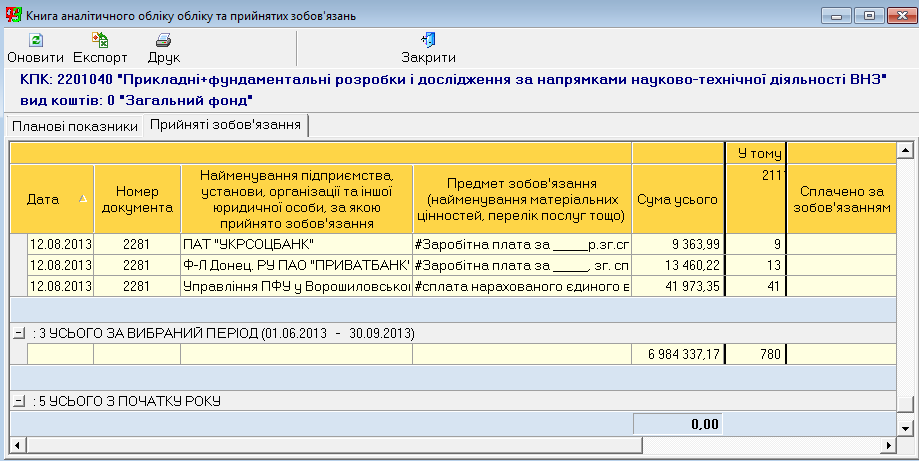 Книга аналітичного обліку обліку та прийнятих зобов'язань
Оновити Експорт Друк Закрити
КПК: 2201040 "Прикладні+фундаментальні розробки і дослідження за напрямками науково-технічної діяльності ВНЗ"
вид коштів: 0 "Загальний фонд"
Планові показники Прийняті зобов'язання
У тому
Дата Номер документа Найменування підприємства, установи, організації та іншої юридичної особи, за якою прийнято зобов'язання Предмет зобов'язання (найменування матеріальних цінностей, перелік послуг тощо) Сума усього 211 Сплачено за зобов'язанням
12.08.2013 2281 ПАТ "УКРСОЦБАНК" #Заробітна плата за _____р.зг.сп 9 363,99 9
12.08.2013 2281 Ф-Л Донец. РУ ПАО "ПРИВАТБАНК" #Заробітна плата за _____, зг. сп 13 460,22 13
12.08.2013 2281 Управління ПФУ у Ворошиловсько #сплата нарахованого єдиного в 41 973,35 41
: 3 УСЬОГО ЗА ВИБРАНИЙ ПЕРІОД (01.06.2013 - 30.09.2013)
6 984 337,17 780
: 5 УСЬОГО З ПОЧАТКУ РОКУ
0,00